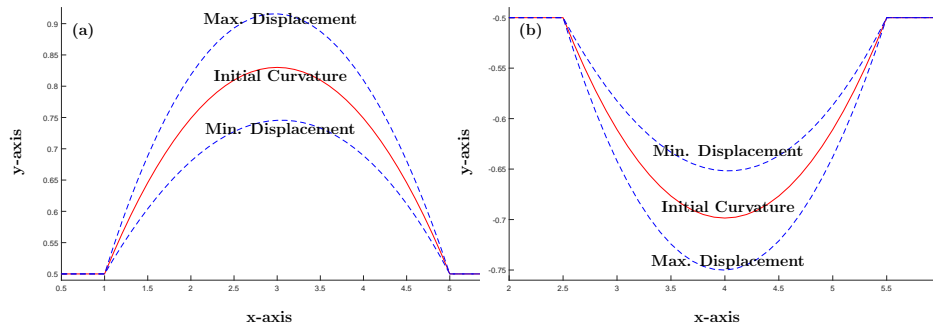 (a)
Max. Displacement
Initial Curvature
Min. Displacement
y-axis
0.9
0.85
0.8
0.75
0.7
0.65
0.6
0.55
0.5
0.5 1 1.5 2 2.5 3 3.5 4 4.5 5
x-axis
(b)
Min. Displacement
Initial Curvature
Max. Displacement
y-axis
-0.5
-0.55
-0.6
-0.65
-0.7
-0.75
2 2.5 3 3.5 4 4.5 5 5.5 6
x-axis